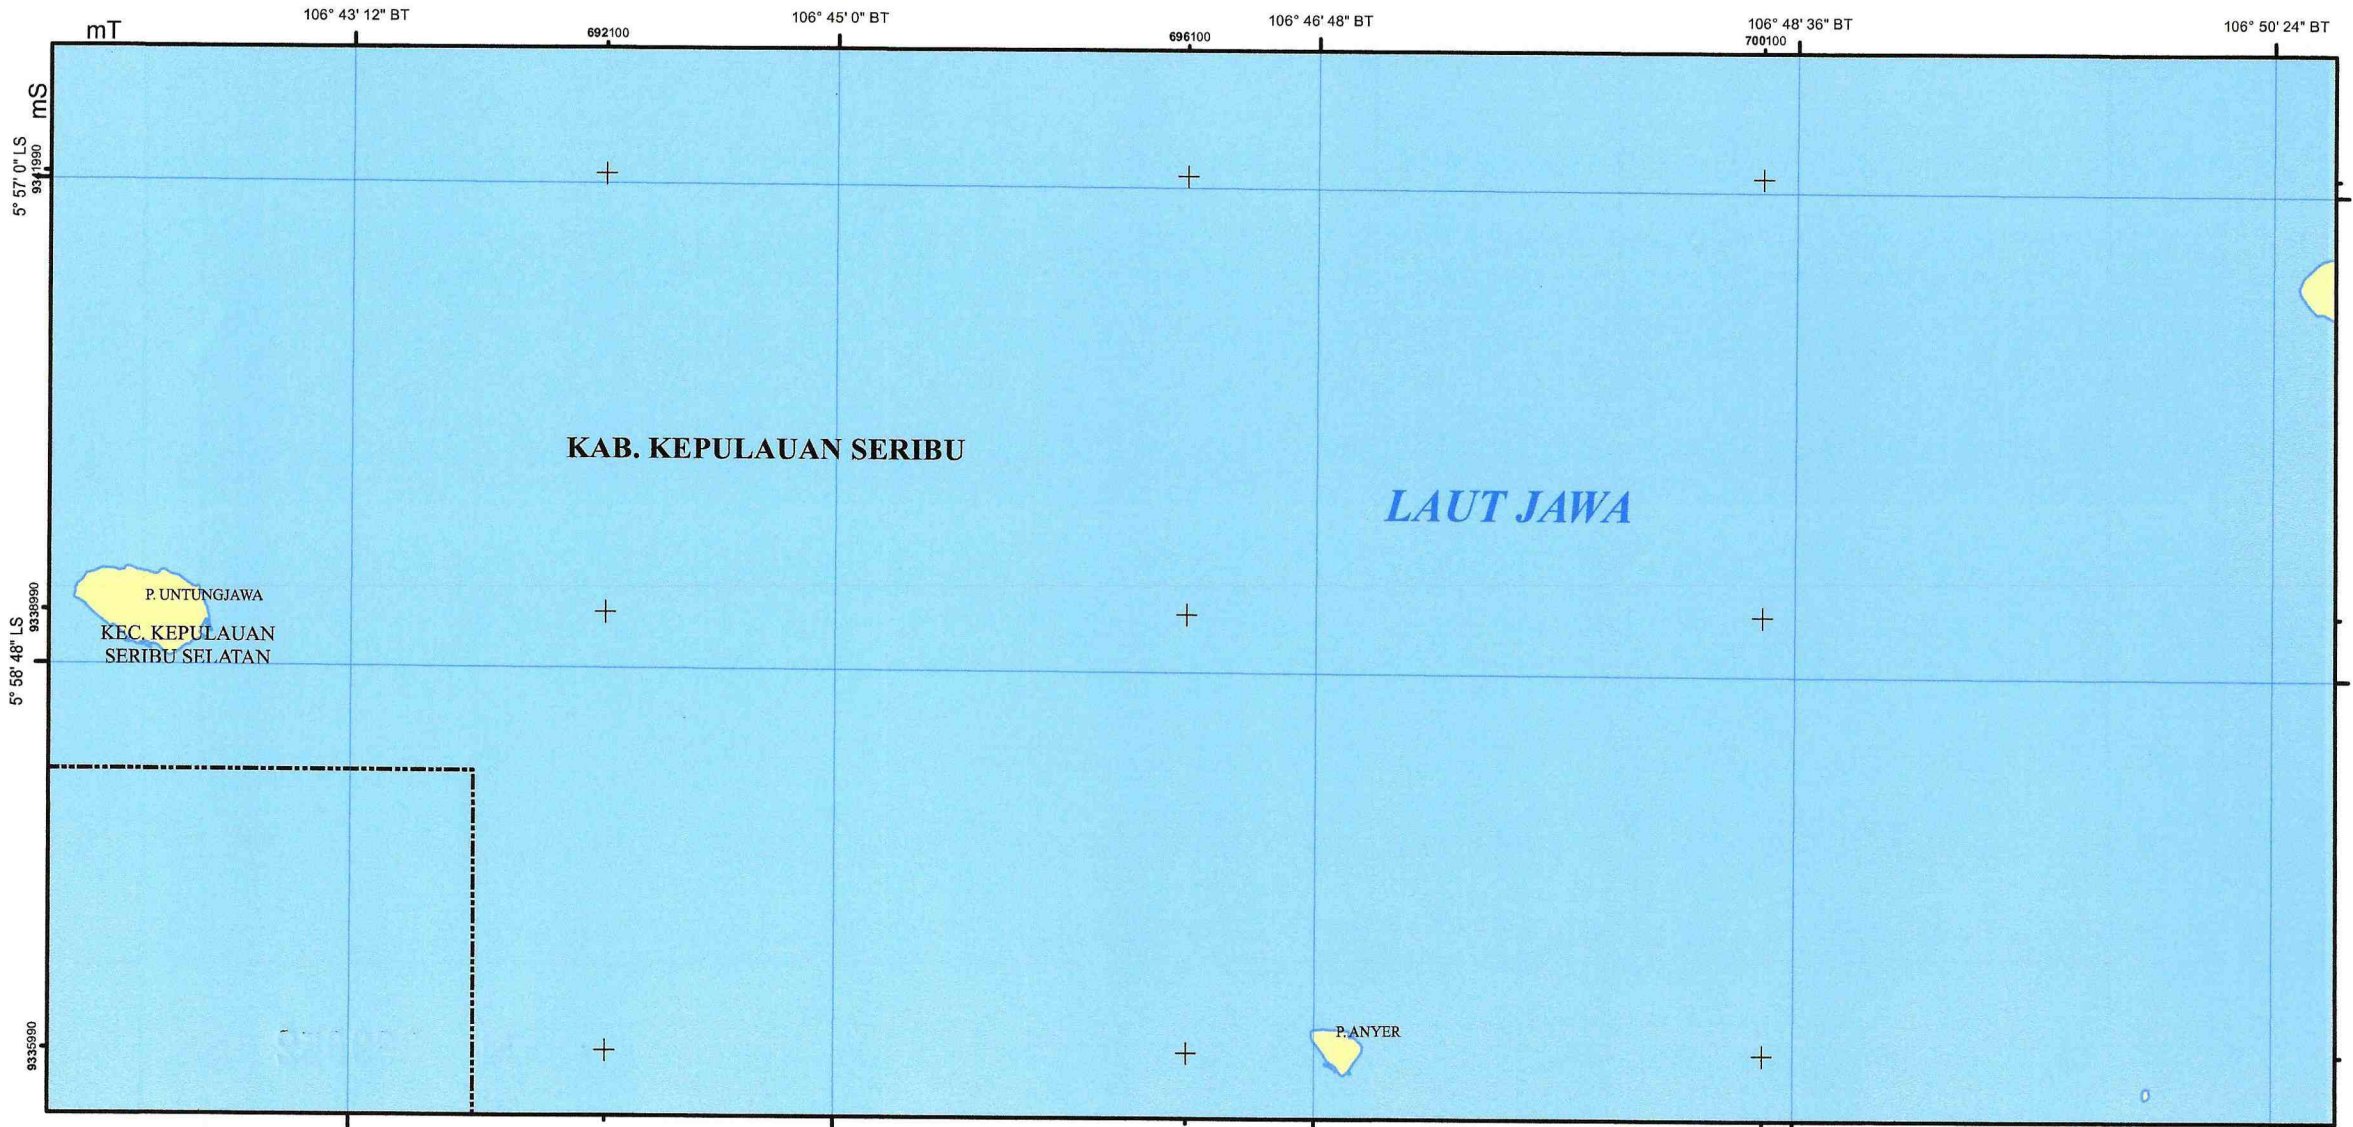 106° 43' 12" BT
106° 45' 0" BT
106° 46' 48" BT
106° 48' 36" BT
106° 50' 24" BT
mT
692100
696100
700100
mS
5° 57' 0" LS
9341990
KAB. KEPULAUAN SERIBU
LAUT JAWA
P. UNTUNGJAWA
9338990
KEC. KEPULAUAN
SERIBU SELATAN
5° 58' 48" LS
P. ANYER
9335990